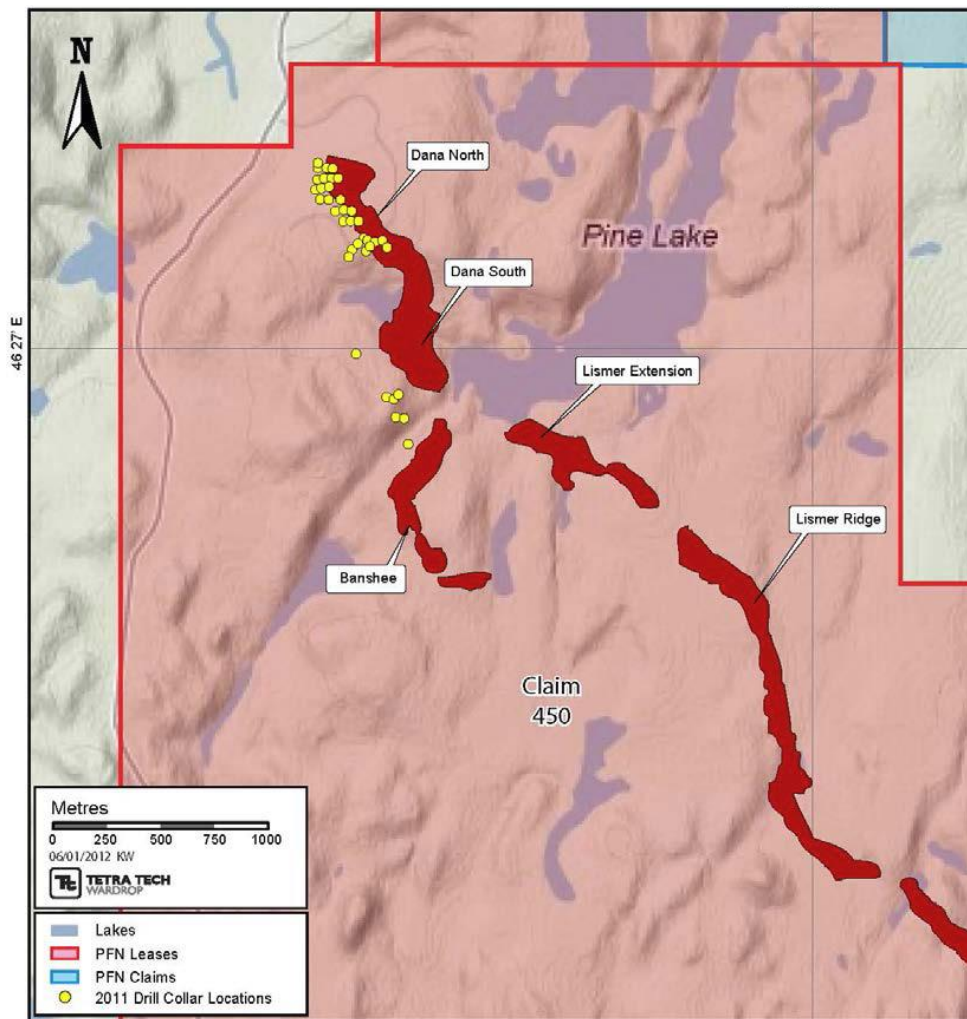 N
Dana North
Pine Lake
Dana South
46 27' E
Lismer Extension
Lismer Ridge
Banshee
Claim
450
Metres
0 250 500 750 1000
06/01/2012 KW
TETRA TECH
WARDROP
Lakes
PFN Leases
PFN Claims
2011 Drill Collar Locations